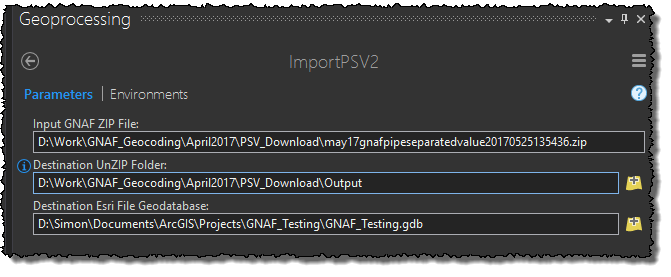 Geoprocessing
ImportPSV2
Parameters | Environments
?
Input GNAF ZIP File:
D:\Work\GNAF_Geocoding\April2017\PSV_Download\may17gnafpipeseparatedvalue20170525135436.zip
Destination UnZIP Folder:
D:\Work\GNAF_Geocoding\April2017\PSV_Download\Output
Destination Esri File Geodatabase:
D:\Simon\Documents\ArcGIS\Projects\GNAF_Testing\GNAF_Testing.gdb